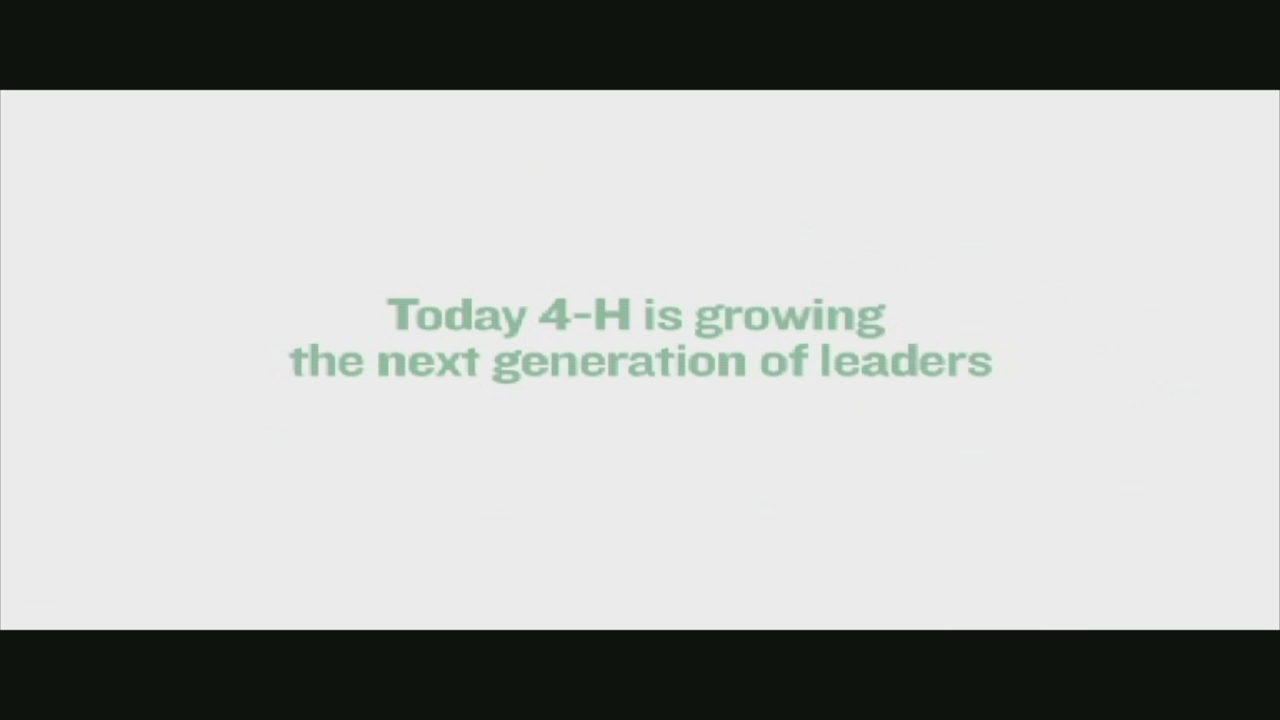 Today 4-H is growing
the next generation of leaders